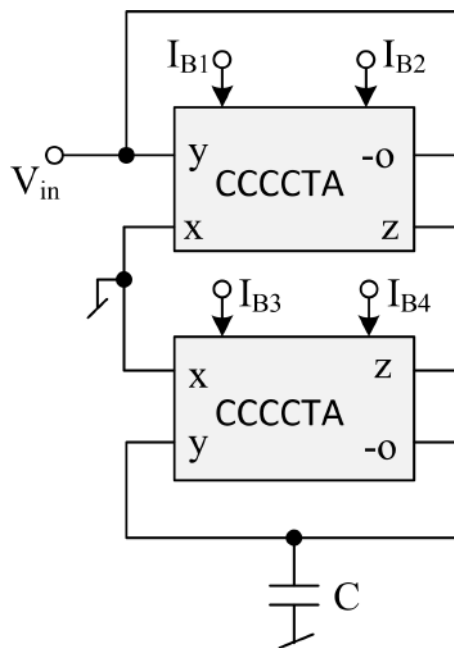 I_B1 I_B2
V_in
y CCCCTA -o
x z
I_B3 I_B4
x CCCCTA z
y -o
C